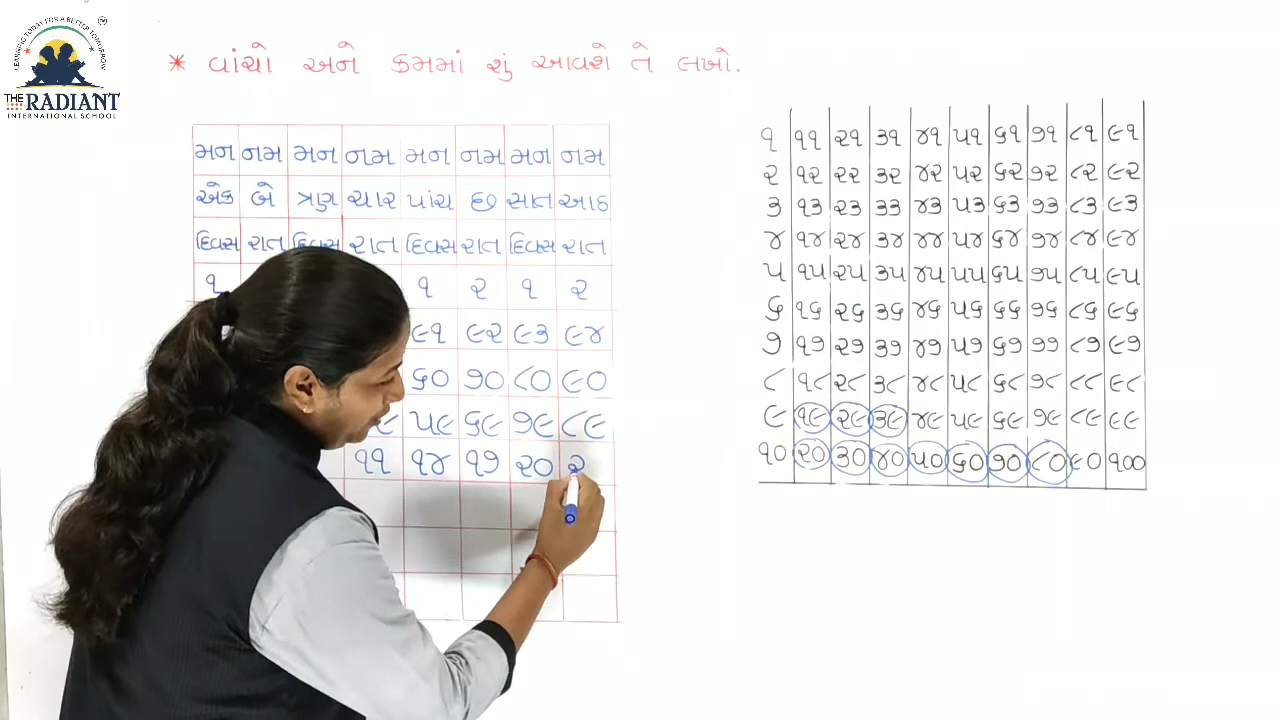 LEARNING TODAY FOR A BETTER TOMORROW
THE RADIANT
INTERNATIONAL SCHOOL
* વાંચો અને ક્રમમાં શું આવશે તે લખો.
મન નમ મન નમ મન નમ મન નમ
એક બે ત્રણ ચાર પાંચ છ સાત આઠ
દિવસ રાત દિવસ રાત દિવસ રાત દિવસ રાત
૧ ૧ ૨ ૧ ૨
૯૧ ૯૨ ૯૩ ૯૪
૬૦ ૭૦ ૮૦ ૯૦
૫૯ ૬૯ ૭૯ ૮૯
૧૧ ૧૪ ૧૭ ૨૦ ૨
૧ ૧૧ ૨૧ ૩૧ ૪૧ ૫૧ ૬૧ ૭૧ ૮૧ ૯૧
૨ ૧૨ ૨૨ ૩૨ ૪૨ ૫૨ ૬૨ ૭૨ ૮૨ ૯૨
૩ ૧૩ ૨૩ ૩૩ ૪૩ ૫૩ ૬૩ ૭૩ ૮૩ ૯૩
૪ ૧૪ ૨૪ ૩૪ ૪૪ ૫૪ ૬૪ ૭૪ ૮૪ ૯૪
૫ ૧૫ ૨૫ ૩૫ ૪૫ ૫૫ ૬૫ ૭૫ ૮૫ ૯૫
૬ ૧૬ ૨૬ ૩૬ ૪૬ ૫૬ ૬૬ ૭૬ ૮૬ ૯૬
૭ ૧૭ ૨૭ ૩૭ ૪૭ ૫૭ ૬૭ ૭૭ ૮૭ ૯૭
૮ ૧૮ ૨૮ ૩૮ ૪૮ ૫૮ ૬૮ ૭૮ ૮૮ ૯૮
૯ ૧૯ ૨૯ ૩૯ ૪૯ ૫૯ ૬૯ ૭૯ ૮૯ ૯૯
૧૦ ૨૦ ૩૦ ૪૦ ૫૦ ૬૦ ૭૦ ૮૦ ૯૦ ૧૦૦